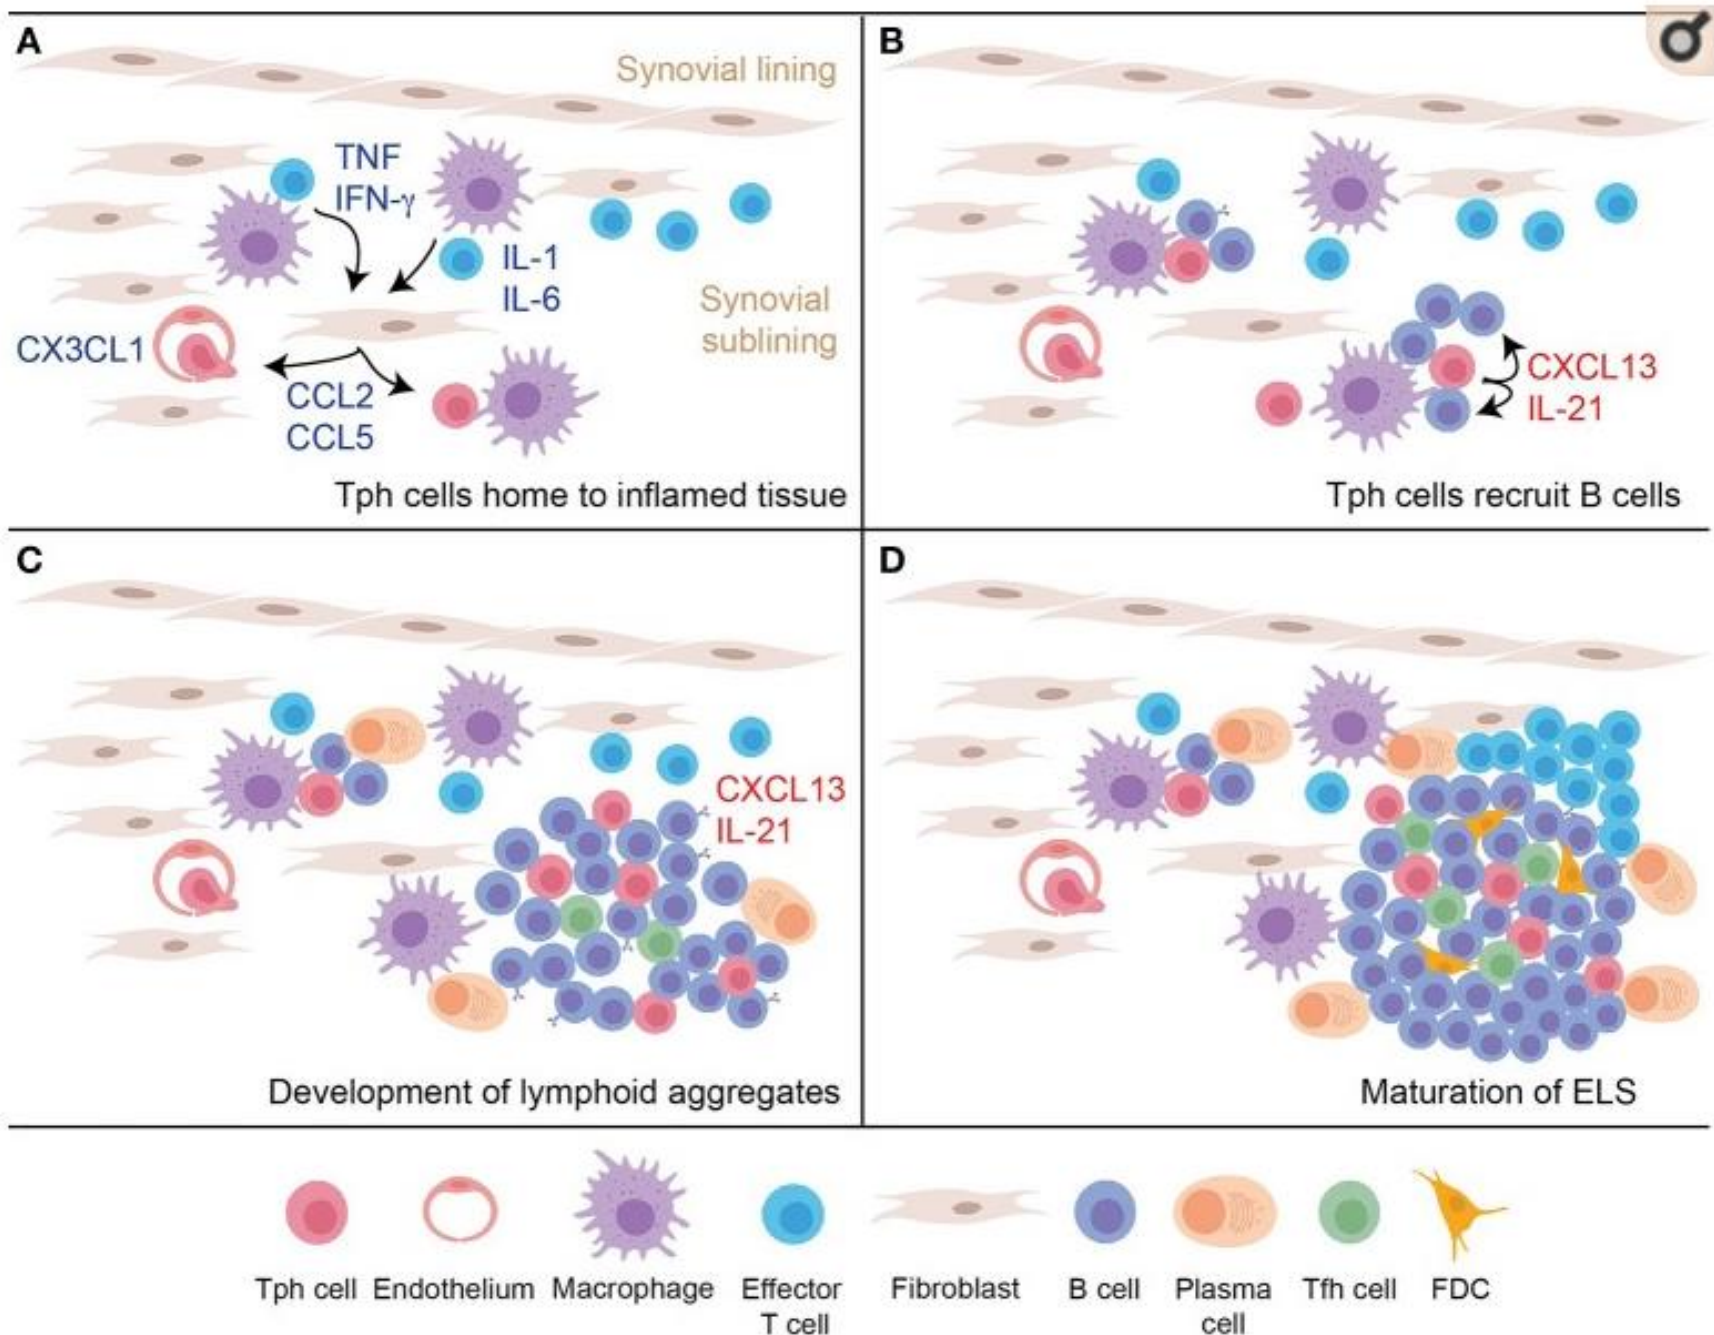 A
Synovial lining
TNF
IFN-γ
IL-1
IL-6
Synovial
sublining
CX3CL1
CCL2
CCL5
Tph cells home to inflamed tissue
B
CXCL13
IL-21
Tph cells recruit B cells
C
CXCL13
IL-21
Development of lymphoid aggregates
D
Maturation of ELS
Tph cell
Endothelium
Macrophage
Effector
T cell
Fibroblast
B cell
Plasma
cell
Tfh cell
FDC